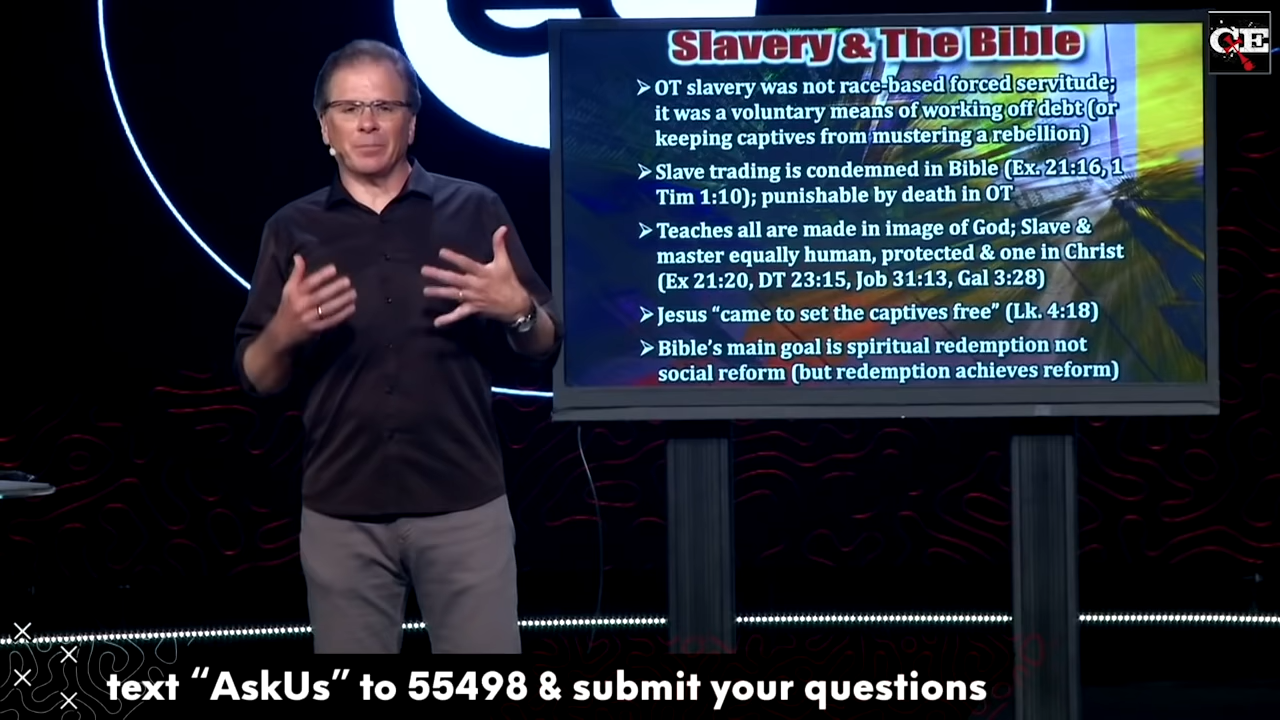 Slavery & The Bible
CE
➢ OT slavery was not race-based forced servitude;
it was a voluntary means of working off debt (or
keeping captives from mustering a rebellion)
➢ Slave trading is condemned in Bible (Ex. 21:16, 1
Tim 1:10); punishable by death in OT
➢ Teaches all are made in image of God; Slave &
master equally human, protected & one in Christ
(Ex 21:20, DT 23:15, Job 31:13, Gal 3:28)
➢ Jesus “came to set the captives free” (Lk. 4:18)
➢ Bible’s main goal is spiritual redemption not
social reform (but redemption achieves reform)
text “AskUs” to 55498 & submit your questions